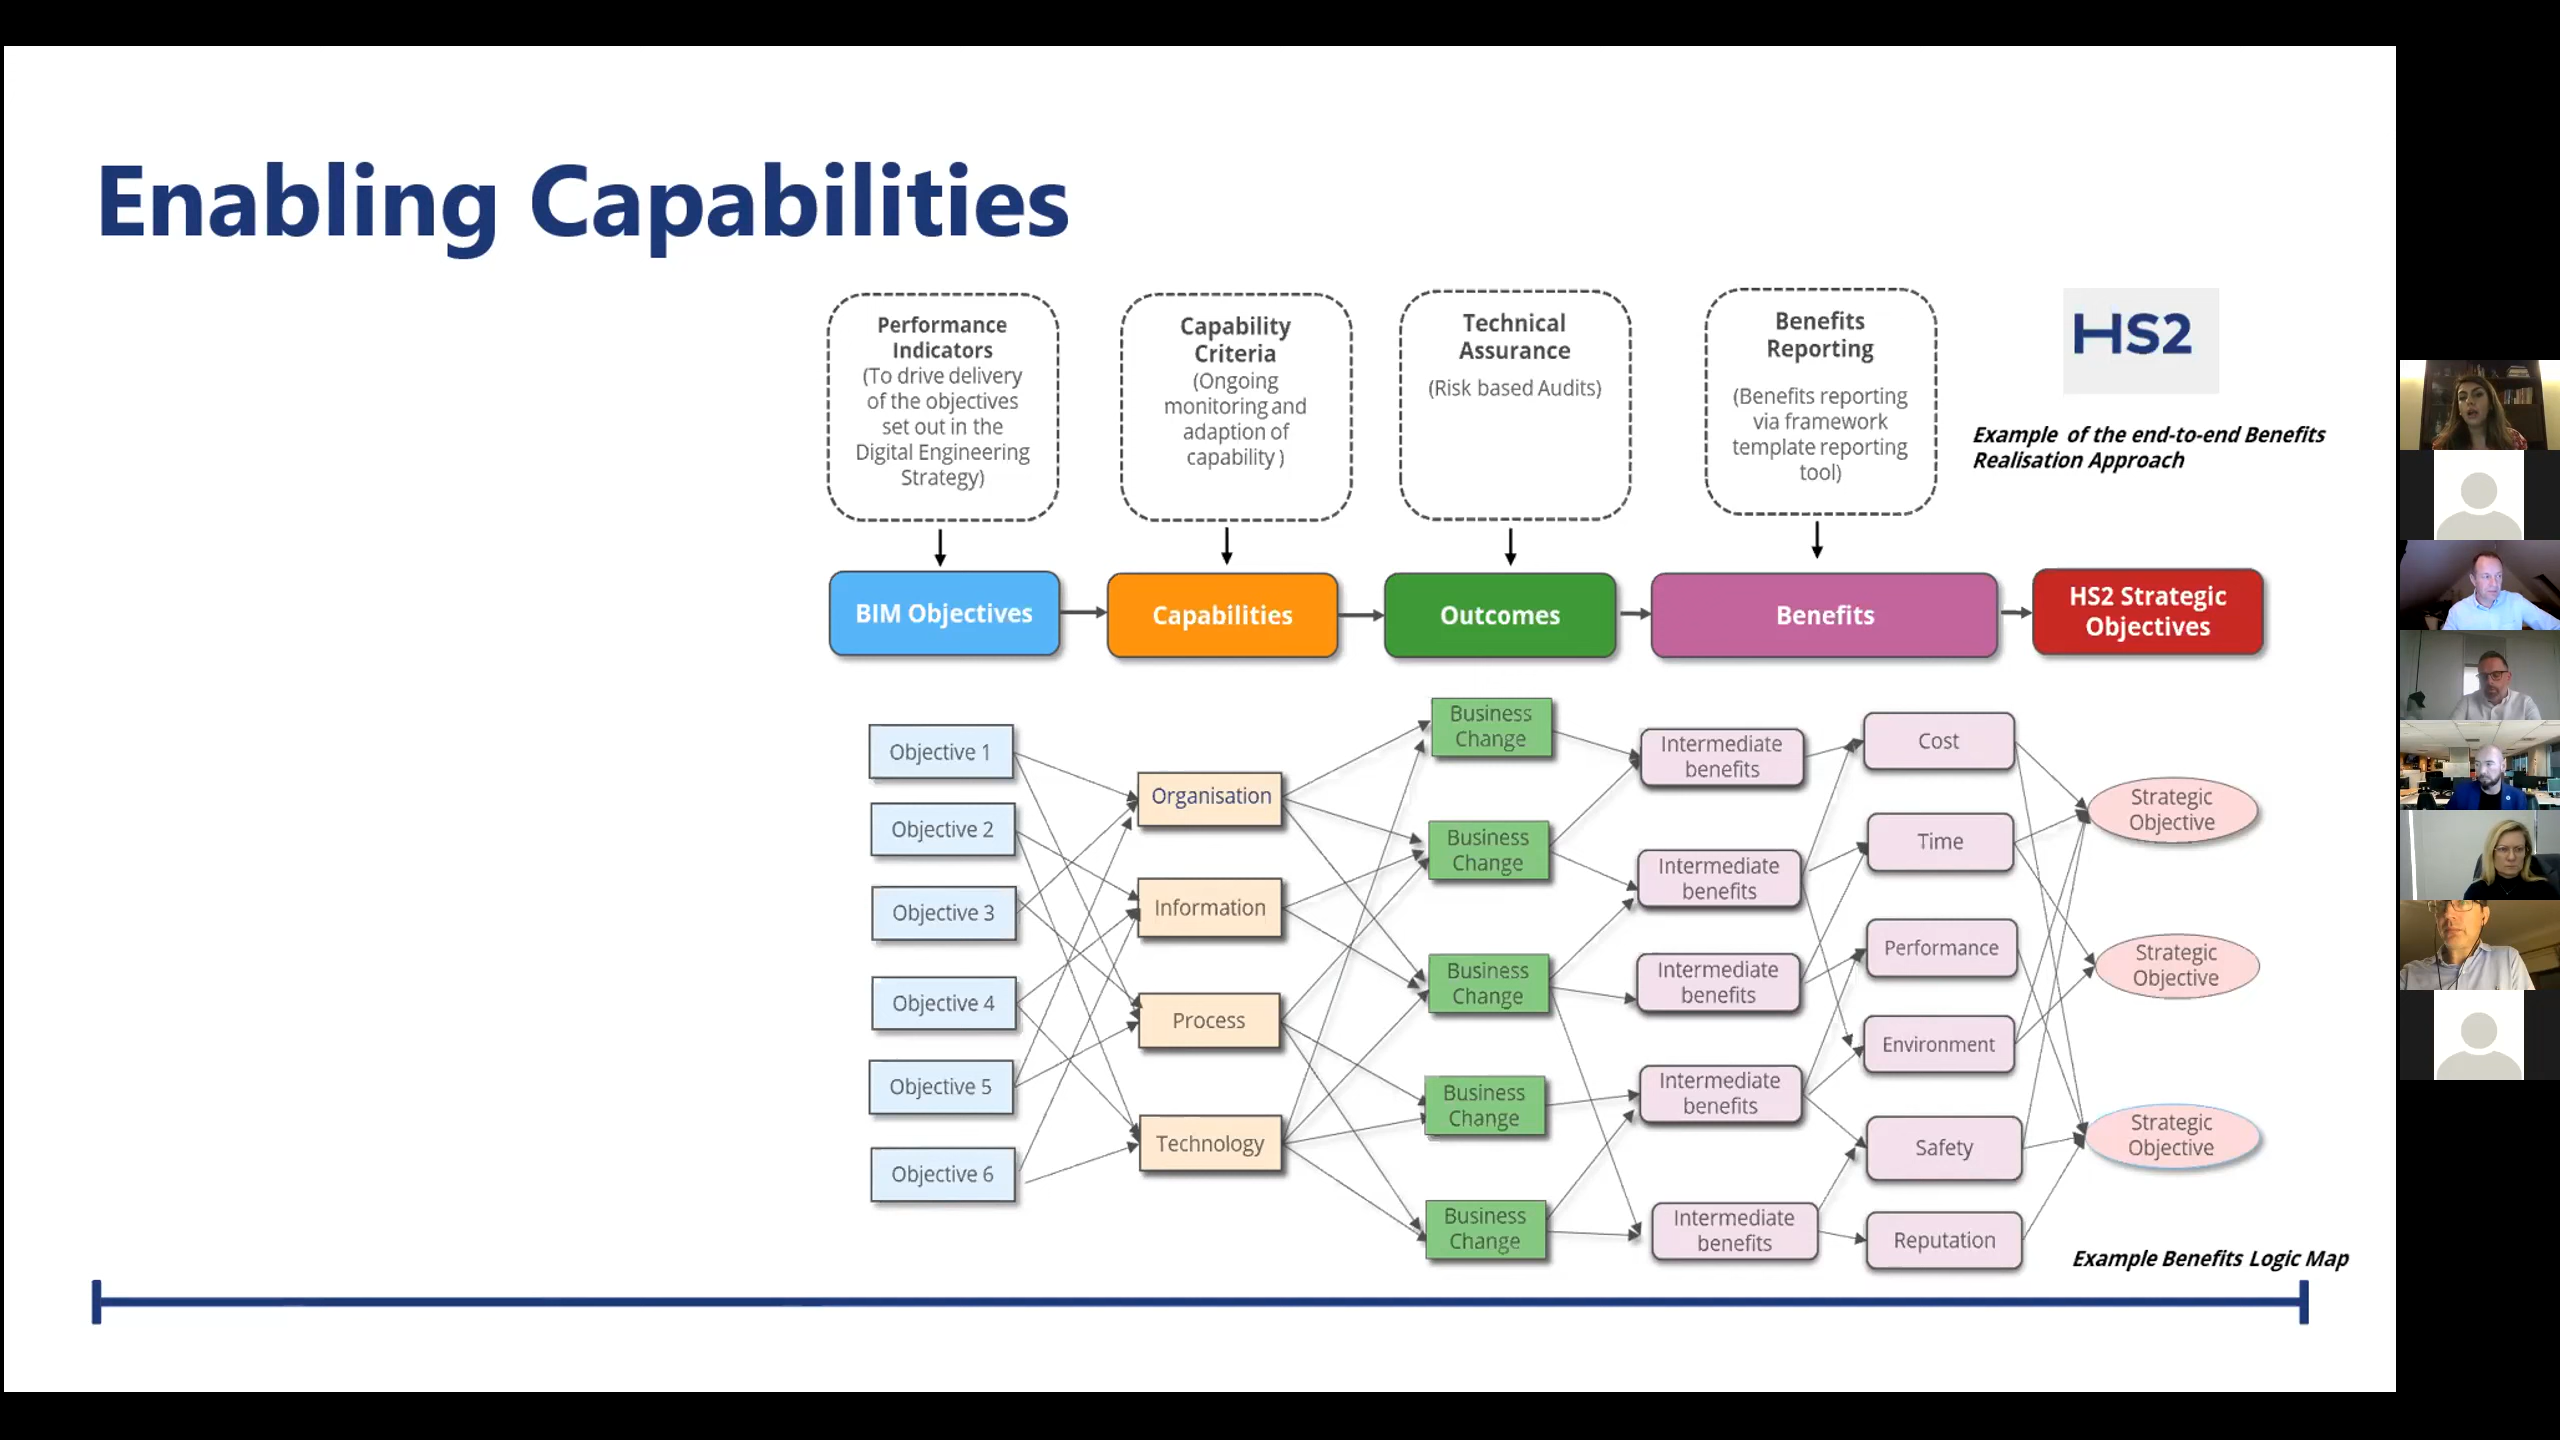 Enabling Capabilities
Performance
Indicators
(To drive delivery
of the objectives
set out in the
Digital Engineering
Strategy)
Capability
Criteria
(Ongoing
monitoring and
adaption of
capability )
Technical
Assurance
(Risk based Audits)
Benefits
Reporting
(Benefits reporting
via framework
template reporting
tool)
HS2
Example of the end-to-end Benefits
Realisation Approach
BIM Objectives
Capabilities
Outcomes
Benefits
HS2 Strategic
Objectives
Objective 1
Objective 2
Objective 3
Objective 4
Objective 5
Objective 6
Organisation
Information
Process
Technology
Business
Change
Business
Change
Business
Change
Business
Change
Business
Change
Intermediate
benefits
Intermediate
benefits
Intermediate
benefits
Intermediate
benefits
Intermediate
benefits
Cost
Time
Performance
Environment
Safety
Reputation
Strategic
Objective
Strategic
Objective
Strategic
Objective
Example Benefits Logic Map